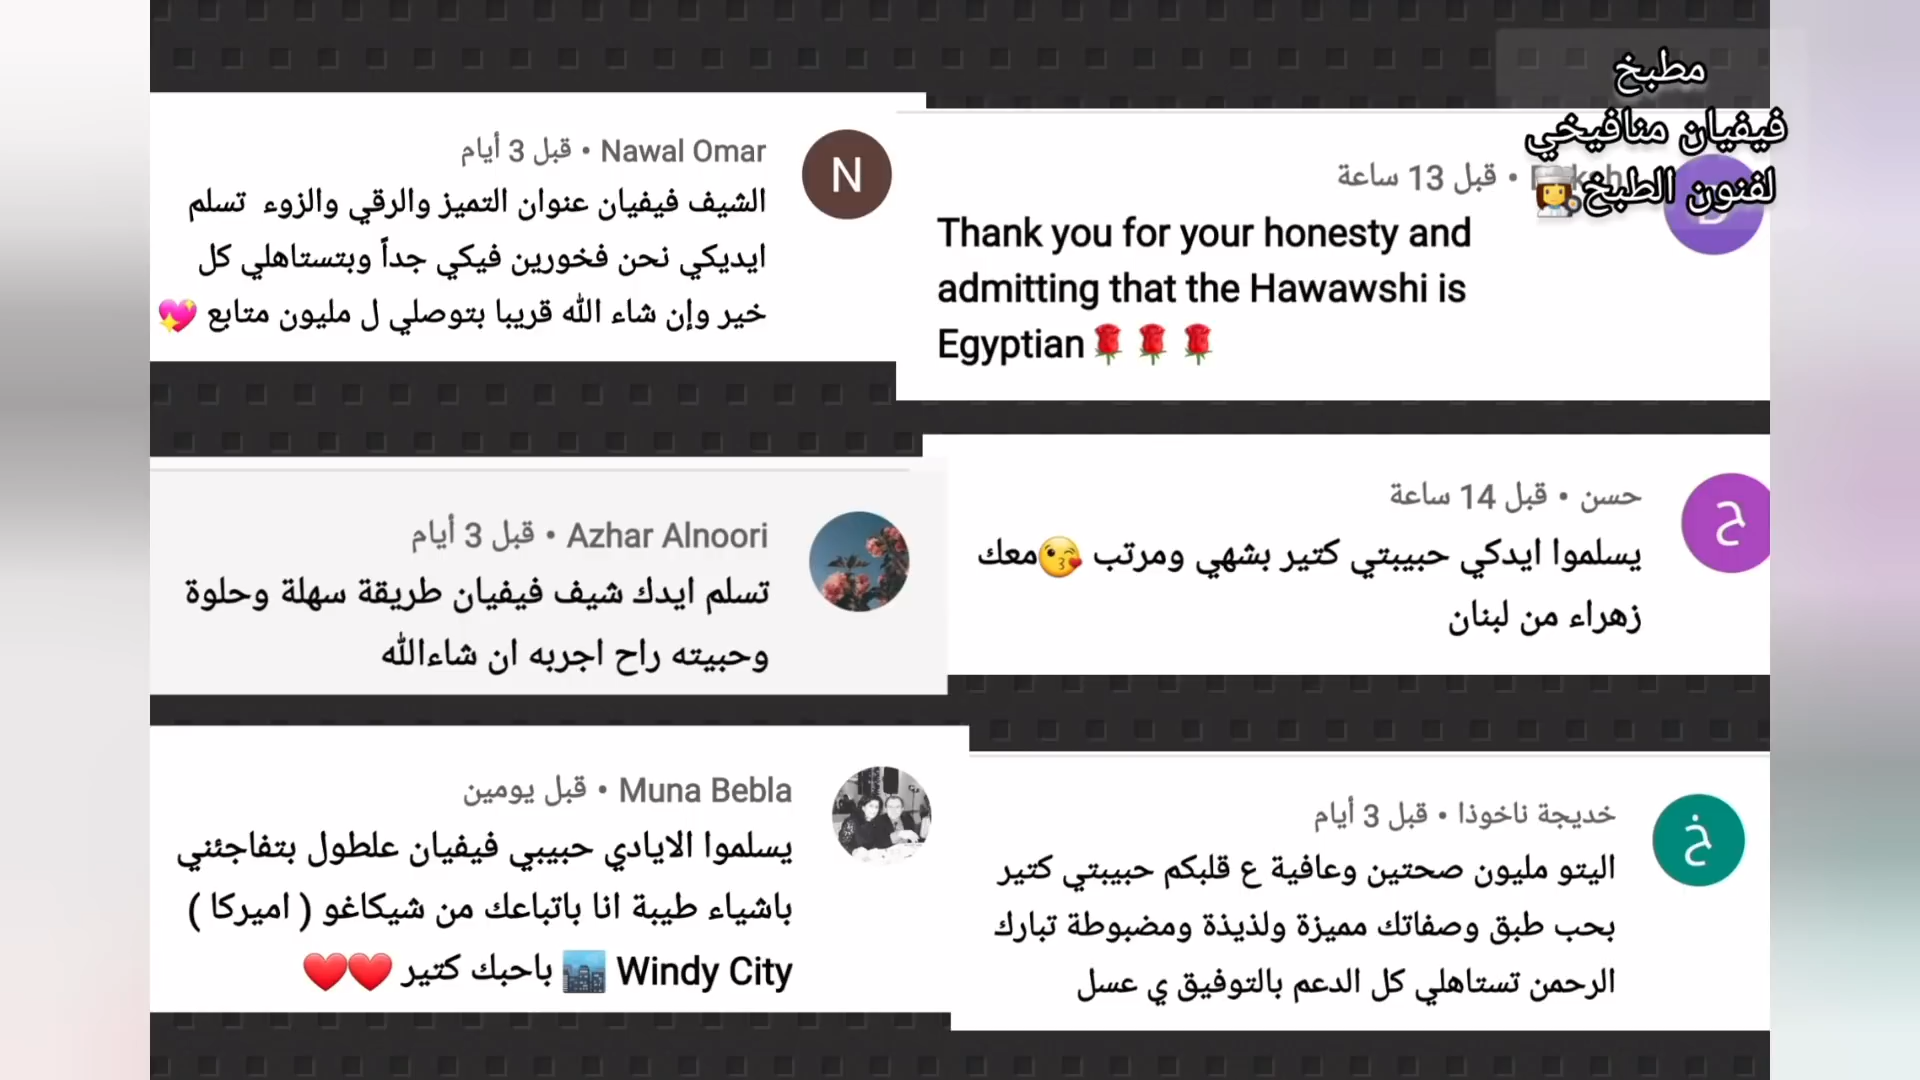 مطبخ
فيفيان منافيخي
لفنون الطبخ👩‍🍳
N
Nawal Omar • قبل 3 أيام
الشيف فيفيان عنوان التميز والرقي والزوء تسلم
ايديكي نحن فخورين فيكي جداً وبتستاهلي كل
خير وإن شاء الله قريبا بتوصلي ل مليون متابع 💖
• قبل 13 ساعة
Thank you for your honesty and
admitting that the Hawawshi is
Egyptian🌹🌹🌹
Azhar Alnoori • قبل 3 أيام
تسلم ايدك شيف فيفيان طريقة سهلة وحلوة
وحبيته راح اجربه ان شاءالله
ح
حسن • قبل 14 ساعة
يسلموا ايدكي حبيبتي كتير بشهي ومرتب 😘معك
زهراء من لبنان
Muna Bebla • قبل يومين
يسلموا الايادي حبيبي فيفيان علطول بتفاجئني
باشياء طيبة انا باتباعك من شيكاغو ( اميركا )
Windy City 🏙️ باحبك كتير ❤️❤️
خ
خديجة ناخوذا • قبل 3 أيام
اليتو مليون صحتين وعافية ع قلبكم حبيبتي كتير
بحب طبق وصفاتك مميزة ولذيذة ومضبوطة تبارك
الرحمن تستاهلي كل الدعم بالتوفيق ي عسل